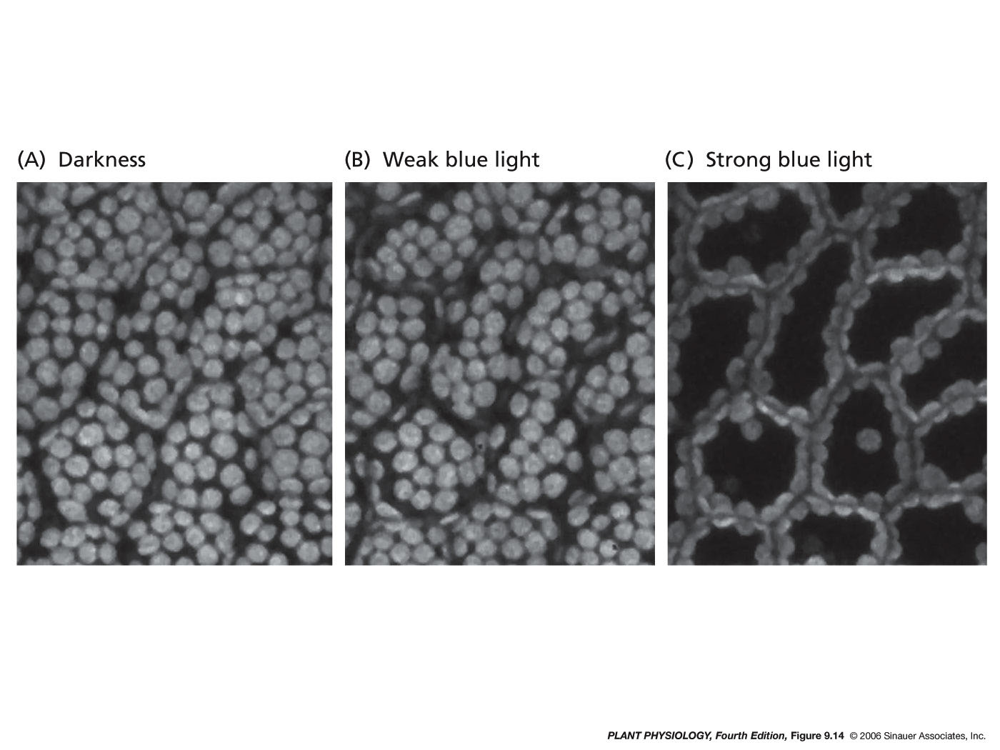 (A) Darkness
(B) Weak blue light
(C) Strong blue light
PLANT PHYSIOLOGY, Fourth Edition, Figure 9.14 © 2006 Sinauer Associates, Inc.